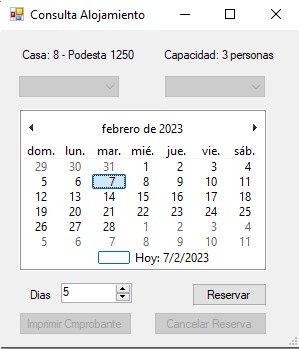 Consulta Alojamiento
Casa: 8 - Podesta 1250 Capacidad: 3 personas
febrero de 2023
dom. lun. mar. mié. jue. vie. sáb.
29 30 31 1 2 3 4
5 6 7 8 9 10 11
12 13 14 15 16 17 18
19 20 21 22 23 24 25
26 27 28 1 2 3 4
5 6 7 8 9 10 11
Hoy: 7/2/2023
Dias 5 Reservar
Imprimir Cmprobante Cancelar Reserva